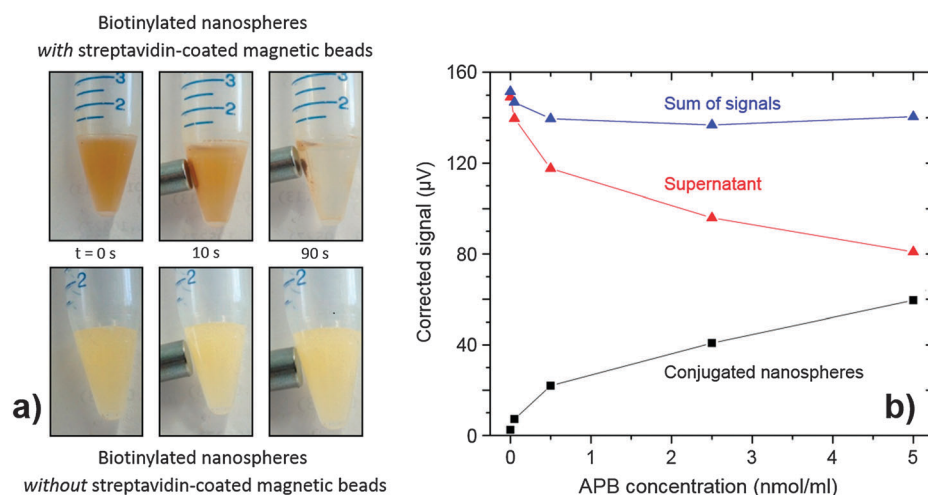 Biotinylated nanospheres
with streptavidin-coated magnetic beads
3
2
3
2
3
2
t = 0 s
10 s
90 s
2
2
2
a)
Biotinylated nanospheres
without streptavidin-coated magnetic beads
160
120
80
40
0
Corrected signal (µV)
Sum of signals
Supernatant
Conjugated nanospheres
b)
0 1 2 3 4 5
APB concentration (nmol/ml)